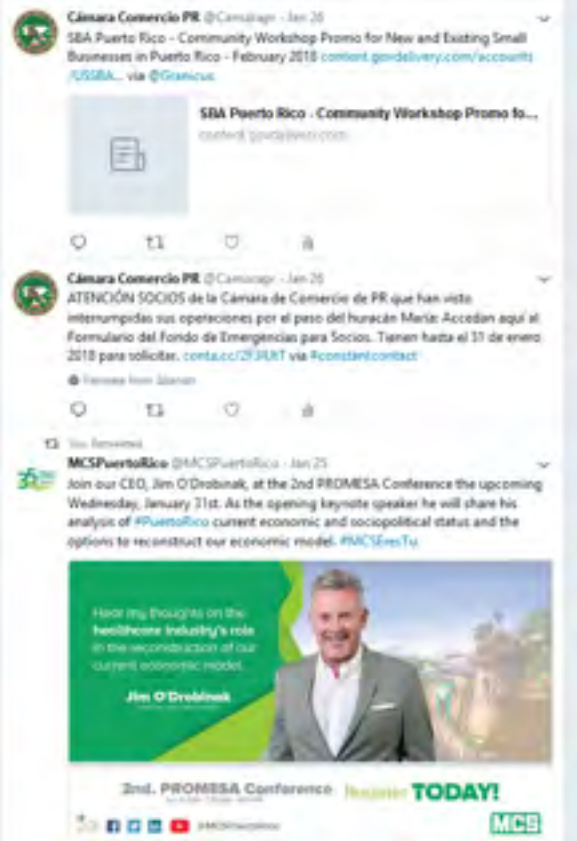 Cámara Comercio PR @Camarapr - Jan 26
SBA Puerto Rico - Community Workshop Promo for New and Existing Small
Businesses in Puerto Rico - February 2018 content.govdelivery.com/accounts
/USSBA... via @Granicus
SBA Puerto Rico - Community Workshop Promo fo...
content.govdelivery.com
Cámara Comercio PR @Camarapr - Jan 26
ATENCIÓN SOCIOS de la Cámara de Comercio de PR que han visto
interrumpidas sus operaciones por el paso del huracán María: Accedan aquí al
Formulario del Fondo de Emergencias para Socios. Tienen hasta el 31 de enero
2018 para solicitar. via #constantcontact
Translate from Spanish
You Retweeted
MCSPuertoRico @MCSPuertoRico - Jan 25
Join our CEO, Jim O'Drobinak, at the 2nd PROMESA Conference the upcoming
Wednesday, January 31st. As the opening keynote speaker he will share his
analysis of #PuertoRico current economic and sociopolitical status and the
options to reconstruct our economic model. #MCSEresTu
Hear my thoughts on the
healthcare industry's role
in the reconstruction of our
current economic model.
Jim O'Drobinak
2nd. PROMESA Conference Register TODAY!
@MCSPuertoRico
MCS